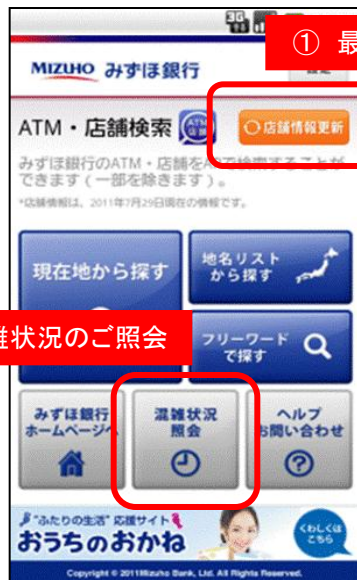 3G
① 最
MIZUHO みずほ銀行
ATM・店舗検索
ATM
店舗
店舗情報更新
みずほ銀行のATM・店舗を
できます(一部を除きます)。
*店舗情報は、2011年7月29日現在の情報です。
現在地から探す
地名リスト
から探す
状況のご照会
フリーワード
で探す
みずほ銀行
ホームページへ
混雑状況
照会
ヘルプ
お問い合わせ
"ふたりの生活" 応援サイト
おうちのおかね
くわしくは
こちら
Copyright © 2011Mizuho Bank, Ltd. All Rights Reserved.